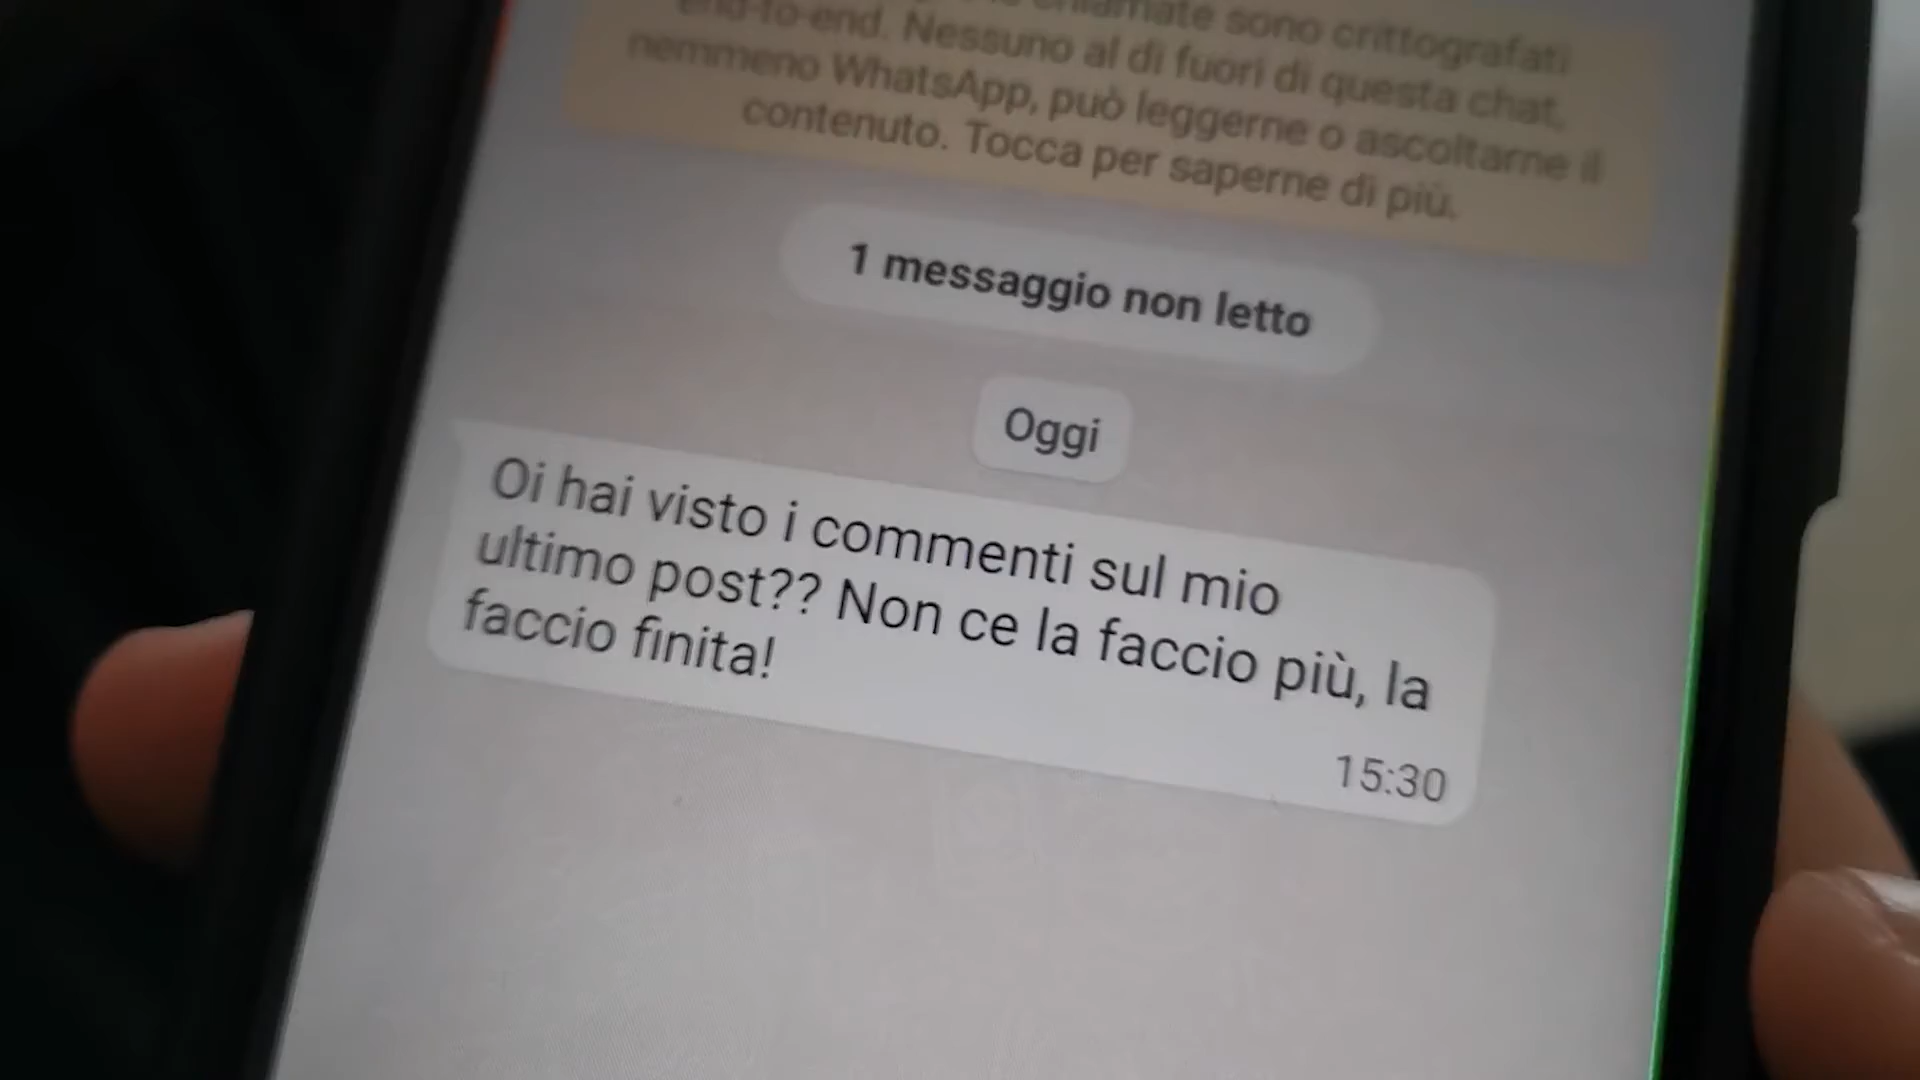 chiamate sono crittografati
end-to-end. Nessuno al di fuori di questa chat,
nemmeno WhatsApp, può leggerne o ascoltarne il
contenuto. Tocca per saperne di più.
1 messaggio non letto
Oggi
Oi hai visto i commenti sul mio
ultimo post?? Non ce la faccio più, la
faccio finita!
15:30